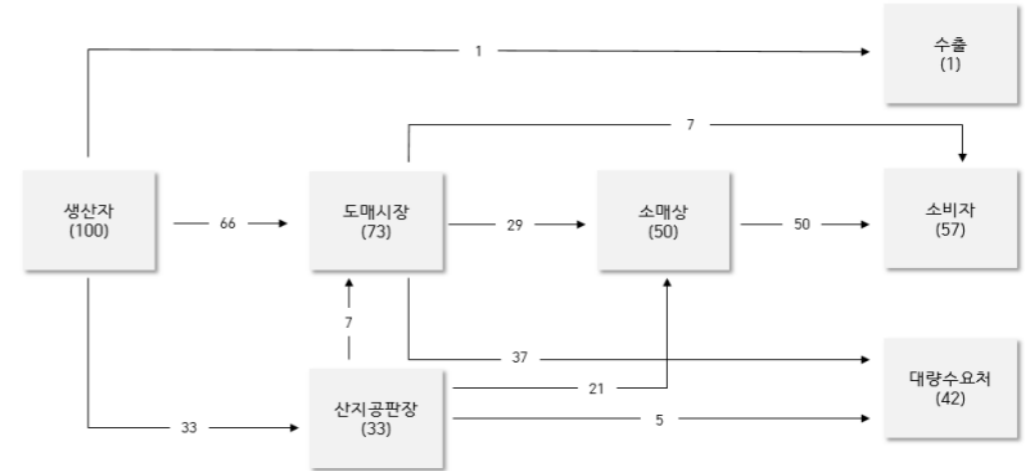 수출
(1)
1
7
생산자
(100)
66
도매시장
(73)
29
소매상
(50)
50
소비자
(57)
7
37
대량수요처
(42)
21
산지공판장
(33)
5
33